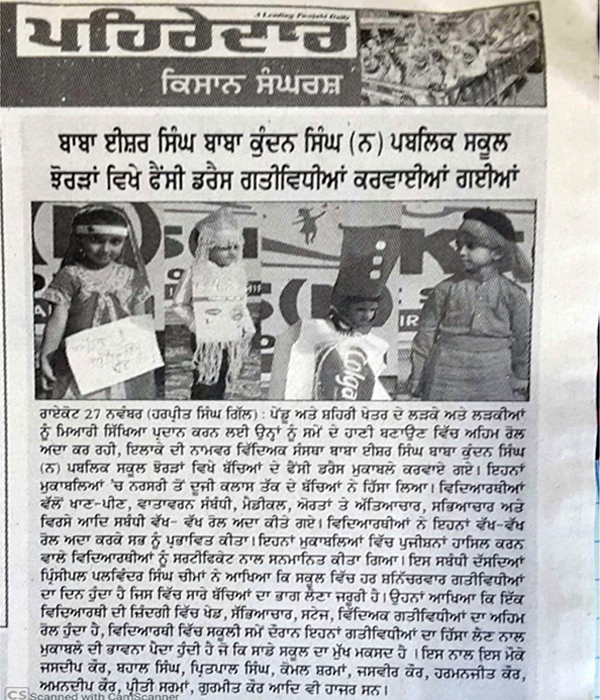 A Leading Punjabi Daily
ਪਹਿਰੇਦਾਰ
ਕਿਸਾਨ ਸੰਘਰਸ਼
ਬਾਬਾ ਈਸ਼ਰ ਸਿੰਘ ਬਾਬਾ ਕੁੰਦਨ ਸਿੰਘ (ਨ) ਪਬਲਿਕ ਸਕੂਲ
ਝੋਰੜਾਂ ਵਿਖੇ ਫੈਂਸੀ ਡਰੈਸ ਗਤੀਵਿਧੀਆਂ ਕਰਵਾਈਆਂ ਗਈਆਂ
Colga
ਰਾਏਕੋਟ 27 ਨਵੰਬਰ (ਹਰਪ੍ਰੀਤ ਸਿੰਘ ਗਿੱਲ) : ਪੇਂਡੂ ਅਤੇ ਸ਼ਹਿਰੀ ਖੇਤਰ ਦੇ ਲੜਕੇ ਅਤੇ ਲੜਕੀਆਂ
ਨੂੰ ਮਿਆਰੀ ਸਿੱਖਿਆ ਪ੍ਰਦਾਨ ਕਰਨ ਲਈ ਉਨ੍ਹਾਂ ਨੂੰ ਸਮੇਂ ਦੇ ਹਾਣੀ ਬਣਾਉਣ ਵਿੱਚ ਅਹਿਮ ਰੋਲ
ਅਦਾ ਕਰ ਰਹੀ, ਇਲਾਕੇ ਦੀ ਨਾਮਵਰ ਵਿੱਦਿਅਕ ਸੰਸਥਾ ਬਾਬਾ ਈਸ਼ਰ ਸਿੰਘ ਬਾਬਾ ਕੁੰਦਨ ਸਿੰਘ
(ਨ) ਪਬਲਿਕ ਸਕੂਲ ਝੋਰੜਾਂ ਵਿਖੇ ਬੱਚਿਆਂ ਦੇ ਫੈਂਸੀ ਡਰੈਸ ਮੁਕਾਬਲੇ ਕਰਵਾਏ ਗਏ। ਇਹਨਾਂ
ਮੁਕਾਬਲਿਆਂ 'ਚ ਨਰਸਰੀ ਤੋਂ ਦੂਜੀ ਕਲਾਸ ਤੱਕ ਦੇ ਬੱਚਿਆਂ ਨੇ ਹਿੱਸਾ ਲਿਆ। ਵਿਦਿਆਰਥੀਆਂ
ਵੱਲੋਂ ਖਾਣ-ਪੀਣ, ਵਾਤਾਵਰਨ ਸੰਬੰਧੀ, ਮੈਡੀਕਲ, ਔਰਤਾਂ ਤੇ ਅੱਤਿਆਚਾਰ, ਸਭਿਆਚਾਰ ਅਤੇ
ਵਿਰਸੇ ਆਦਿ ਸਬੰਧੀ ਵੱਖ- ਵੱਖ ਰੋਲ ਅਦਾ ਕੀਤੇ ਗਏ। ਵਿਦਿਆਰਥੀਆਂ ਨੇ ਇਹਨਾਂ ਵੱਖ-ਵੱਖ
ਰੋਲ ਅਦਾ ਕਰਕੇ ਸਭ ਨੂੰ ਪ੍ਰਭਾਵਿਤ ਕੀਤਾ। ਇਹਨਾਂ ਮੁਕਾਬਲਿਆਂ ਵਿੱਚ ਪੁਜੀਸ਼ਨਾਂ ਹਾਸਿਲ ਕਰਨ
ਵਾਲੇ ਵਿਦਿਆਰਥੀਆਂ ਨੂੰ ਸਰਟੀਫਿਕੇਟ ਨਾਲ ਸਨਮਾਨਿਤ ਕੀਤਾ ਗਿਆ। ਇਸ ਸਬੰਧੀ ਦੱਸਦਿਆਂ
ਪ੍ਰਿੰਸੀਪਲ ਪਲਵਿੰਦਰ ਸਿੰਘ ਚੀਮਾਂ ਨੇ ਆਖਿਆ ਕਿ ਸਕੂਲ ਵਿੱਚ ਹਰ ਸ਼ਨਿੱਚਰਵਾਰ ਗਤੀਵਿਧੀਆਂ
ਦਾ ਦਿਨ ਹੁੰਦਾ ਹੈ ਜਿਸ ਵਿੱਚ ਸਾਰੇ ਬੱਚਿਆਂ ਦਾ ਭਾਗ ਲੈਣਾ ਜਰੂਰੀ ਹੈ। ਉਹਨਾਂ ਆਖਿਆ ਕਿ ਇੱਕ
ਵਿਦਿਆਰਥੀ ਦੀ ਜ਼ਿੰਦਗੀ ਵਿੱਚ ਖੇਡ, ਸੱਭਿਆਚਾਰ, ਸਟੇਜ, ਵਿੱਦਿਅਕ ਗਤੀਵਿਧੀਆਂ ਦਾ ਅਹਿਮ
ਰੋਲ ਹੁੰਦਾ ਹੈ, ਵਿਦਿਆਰਥੀ ਵਿੱਚ ਸਕੂਲੀ ਸਮੇਂ ਦੌਰਾਨ ਇਹਨਾਂ ਗਤੀਵਿਧੀਆਂ ਦਾ ਹਿੱਸਾ ਲੈਣ ਨਾਲ
ਮੁਕਾਬਲੇ ਦੀ ਭਾਵਨਾ ਪੈਦਾ ਹੁੰਦੀ ਹੈ ਜੋ ਕਿ ਸਾਡੇ ਸਕੂਲ ਦਾ ਮੁੱਖ ਮਕਸਦ ਹੈ । ਇਸ ਨਾਲ ਇਸ ਮੌਕੇ
ਜਸਦੀਪ ਕੌਰ, ਬਹਾਲ ਸਿੰਘ, ਪ੍ਰਿਤਪਾਲ ਸਿੰਘ, ਕੋਮਲ ਸ਼ਰਮਾਂ, ਜਸਵੀਰ ਕੌਰ, ਹਰਮਨਜੀਤ ਕੌਰ,
ਅਮਨਦੀਪ ਕੌਰ, ਪ੍ਰੀਤੀ ਸਰਮਾਂ, ਗੁਰਮੀਤ ਕੌਰ ਆਦਿ ਵੀ ਹਾਜਰ ਸਨ।
CS Scanned with CamScanner